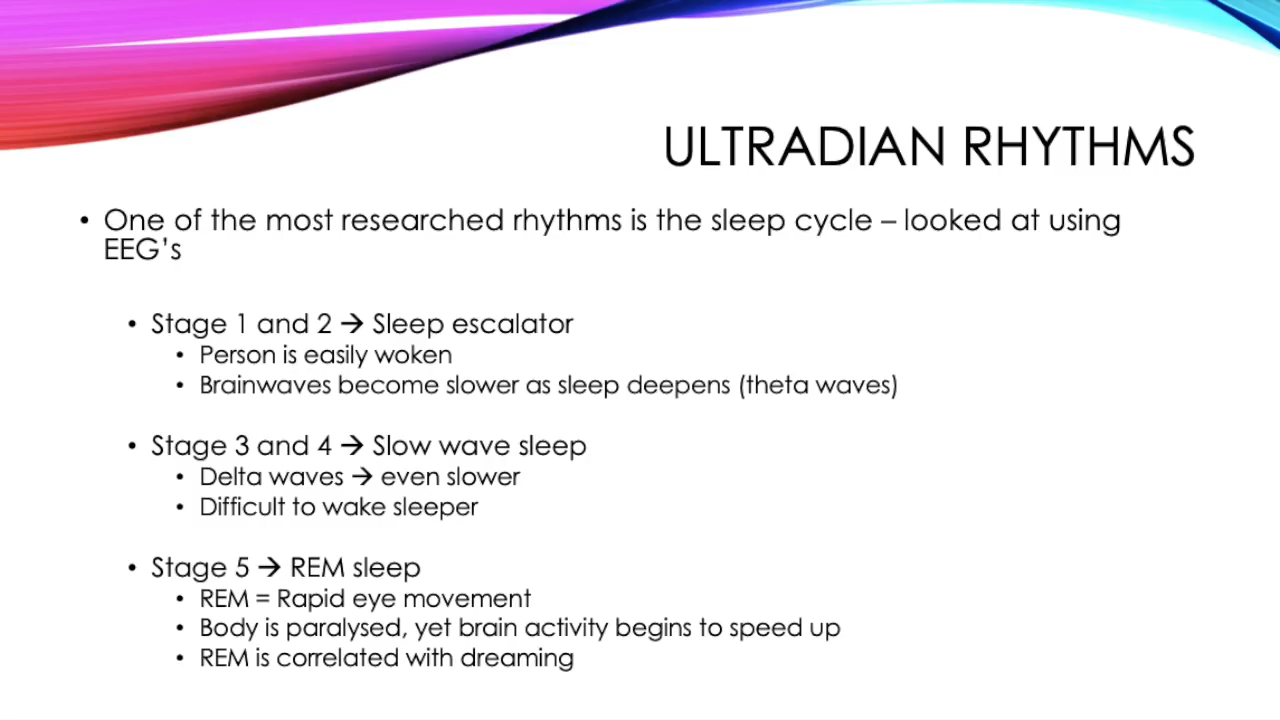 ULTRADIAN RHYTHMS
• One of the most researched rhythms is the sleep cycle – looked at using
EEG’s
• Stage 1 and 2 → Sleep escalator
• Person is easily woken
• Brainwaves become slower as sleep deepens (theta waves)
• Stage 3 and 4 → Slow wave sleep
• Delta waves → even slower
• Difficult to wake sleeper
• Stage 5 → REM sleep
• REM = Rapid eye movement
• Body is paralysed, yet brain activity begins to speed up
• REM is correlated with dreaming